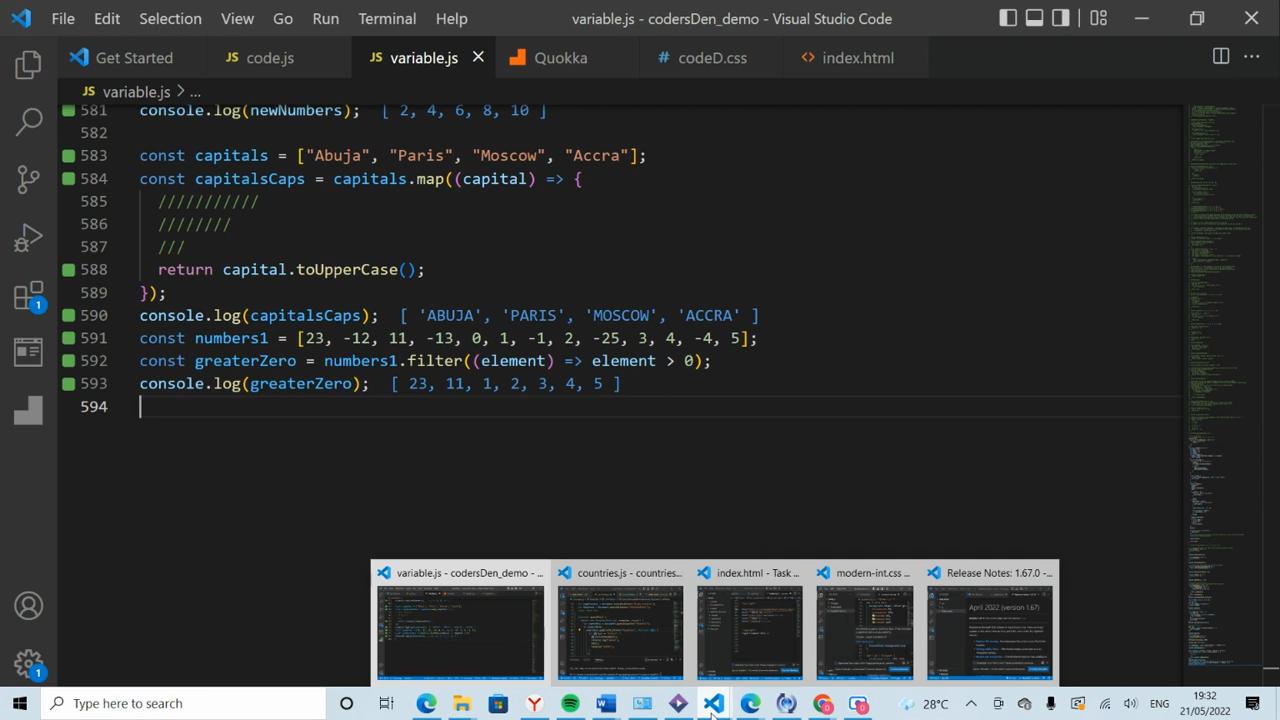 File Edit Selection View Go Run Terminal Help variable.js - codersDen_demo - Visual Studio Code
Get Started JS code.js JS variable.js Quokka # codeD.css <> index.html
JS variable.js > ...
581 console.log(newNumbers); [ 2, 4, 6, 8, 10 ]
582
583 const capitals = ["Abuja", "Paris", "Moscow", "Accra"];
584 const capitalsCaps = capitals.map((capital) => {
585 ///////////
586 ////////
587 ///
588 return capital.toUpperCase();
589 });
590 console.log(capitalsCaps); [ 'ABUJA', 'PARIS', 'MOSCOW', 'ACCRA' ]
591 const numbers1 = [23, -12, 11, -13, 0, 1, -1, 2, -25, 3, 4, -4, 5];
592 const greaterZero = numbers1.filter((element) => element > 0);
593 console.log(greaterZero); [ 23, 11, 1, 2, 3, 4, 5 ]
594
1
variable.js - codersDen_demo - ... countries.js - countries... index.html - Task ... modern-int.css ... Release Notes: 1.67.0 -...
April 2022 (version 1.67)
1
Type here to search
28°C
ENG
19:32
21/05/2022